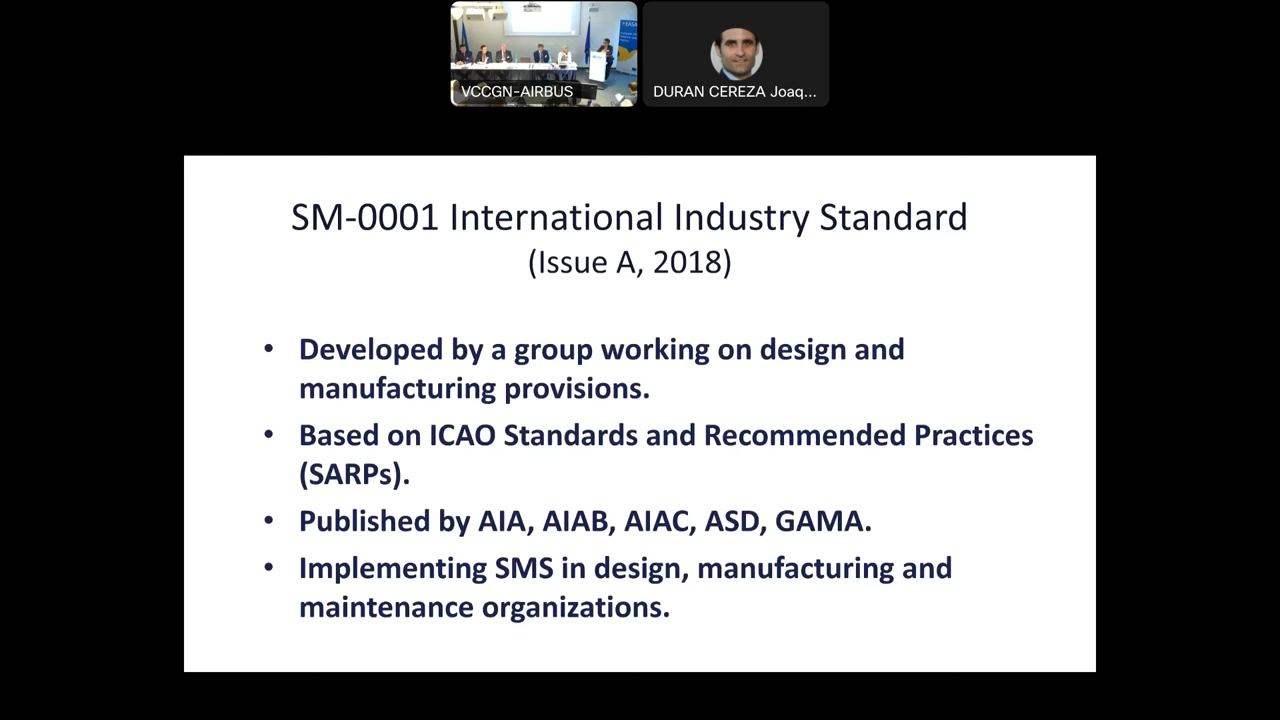 VCCGN-AIRBUS
DURAN CEREZA Joaq...
SM-0001 International Industry Standard
(Issue A, 2018)
• Developed by a group working on design and
manufacturing provisions.
• Based on ICAO Standards and Recommended Practices
(SARPs).
• Published by AIA, AIAB, AIAC, ASD, GAMA.
• Implementing SMS in design, manufacturing and
maintenance organizations.